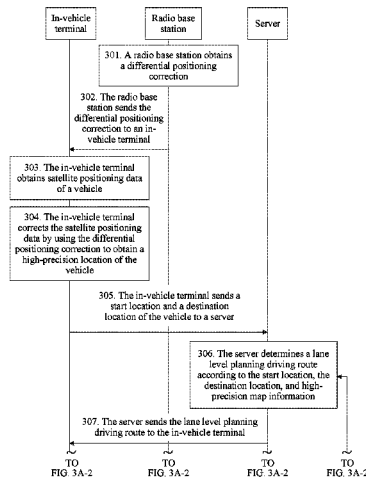 In-vehicle
terminal
Radio base
station
Server
301. A radio base station obtains
a differential positioning
correction
302. The radio base
station sends the
differential positioning
correction to an in-
vehicle terminal
303. The in-vehicle terminal
obtains satellite positioning data
of a vehicle
304. The in-vehicle terminal
corrects the satellite positioning
data by using the differential
positioning correction to obtain a
high-precision location of the
vehicle
305. The in-vehicle terminal sends a
start location and a destination
location of the vehicle to a server
306. The server determines a lane
level planning driving route
according to the start location, the
destination location, and high-
precision map information
307. The server sends the lane level planning
driving route to the in-vehicle terminal
TO
FIG. 3A-2
TO
FIG. 3A-2
TO
FIG. 3A-2
TO
FIG. 3A-2